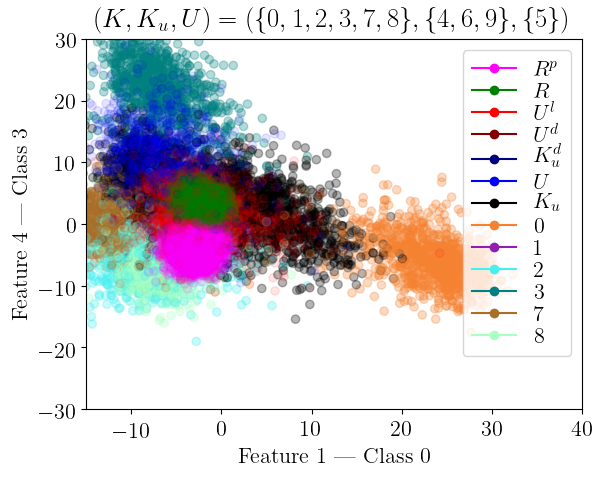 (K, K_u, U) = ({0, 1, 2, 3, 7, 8}, {4, 6, 9}, {5})
30
20
10
0
−10
−20
−30
−10
0
10
20
30
40
Feature 4 — Class 3
Feature 1 — Class 0
R^p
R
U^l
U^d
K_u^d
U
K_u
0
1
2
3
7
8